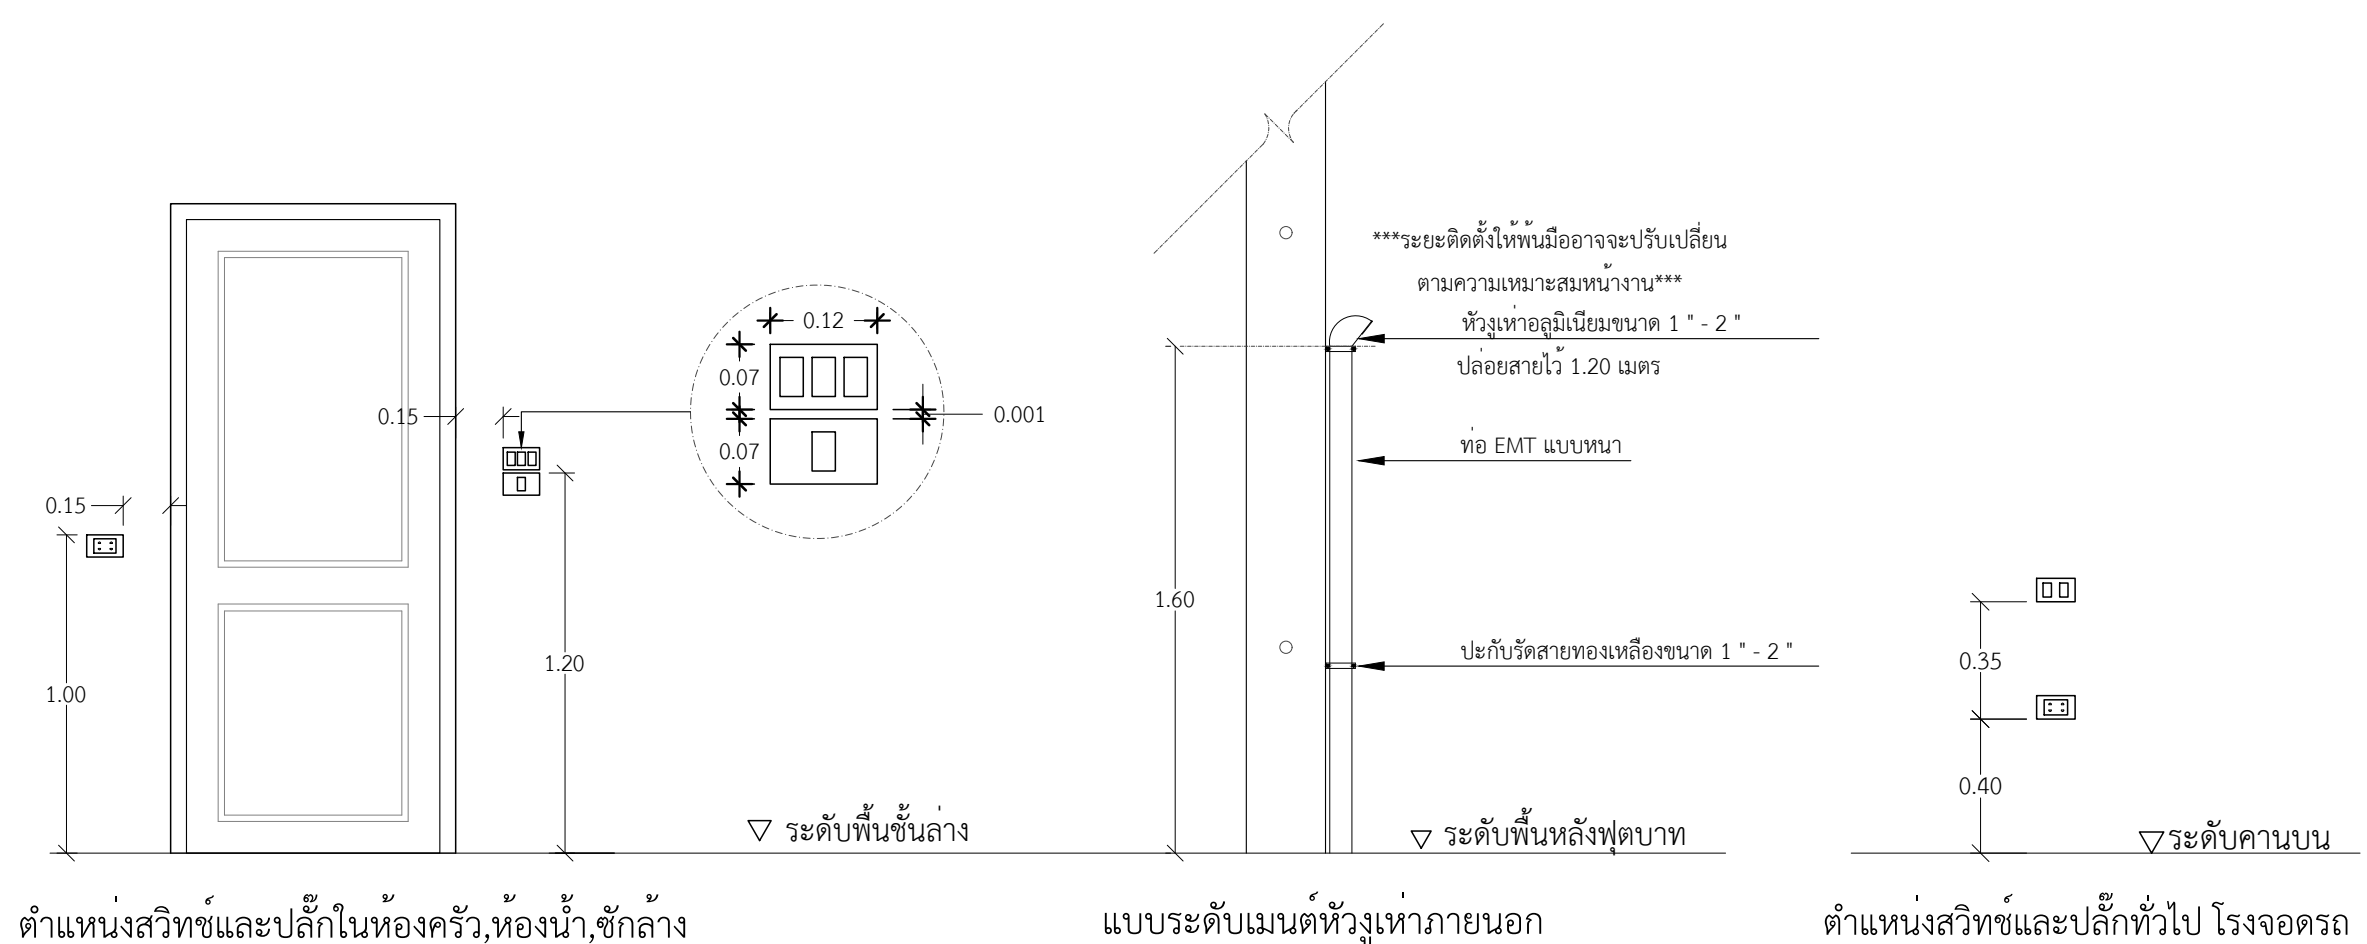 ***ระยะติดตั้งให้พ้นมืออาจจะปรับเปลี่ยน
ตามความเหมาะสมหน้างาน***
หัวงูเห่าอลูมิเนียมขนาด 1 " - 2 "
ปล่อยสายไว้ 1.20 เมตร
ท่อ EMT แบบหนา
ปะกับรัดสายทองเหลืองขนาด 1 " - 2 "
0.12
0.07
0.07
0.001
0.15
0.15
1.00
1.20
1.60
0.35
0.40
ระดับพื้นชั้นล่าง
ระดับพื้นหลังฟุตบาท
ระดับคานบน
ตำแหน่งสวิทช์และปลั๊กในห้องครัว,ห้องน้ำ,ซักล้าง
แบบระดับเมนต์หัวงูเห่าภายนอก
ตำแหน่งสวิทช์และปลั๊กทั่วไป โรงจอดรถ